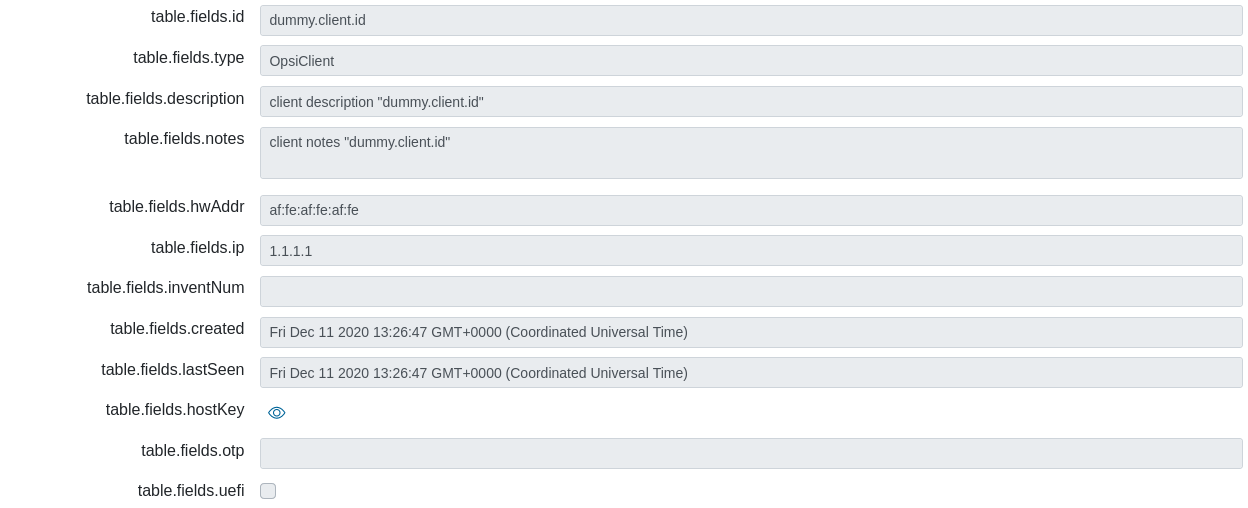 table.fields.id dummy.client.id
table.fields.type OpsiClient
table.fields.description client description "dummy.client.id"
table.fields.notes client notes "dummy.client.id"
table.fields.hwAddr af:fe:af:fe:af:fe
table.fields.ip 1.1.1.1
table.fields.inventNum
table.fields.created Fri Dec 11 2020 13:26:47 GMT+0000 (Coordinated Universal Time)
table.fields.lastSeen Fri Dec 11 2020 13:26:47 GMT+0000 (Coordinated Universal Time)
table.fields.hostKey
table.fields.otp
table.fields.uefi